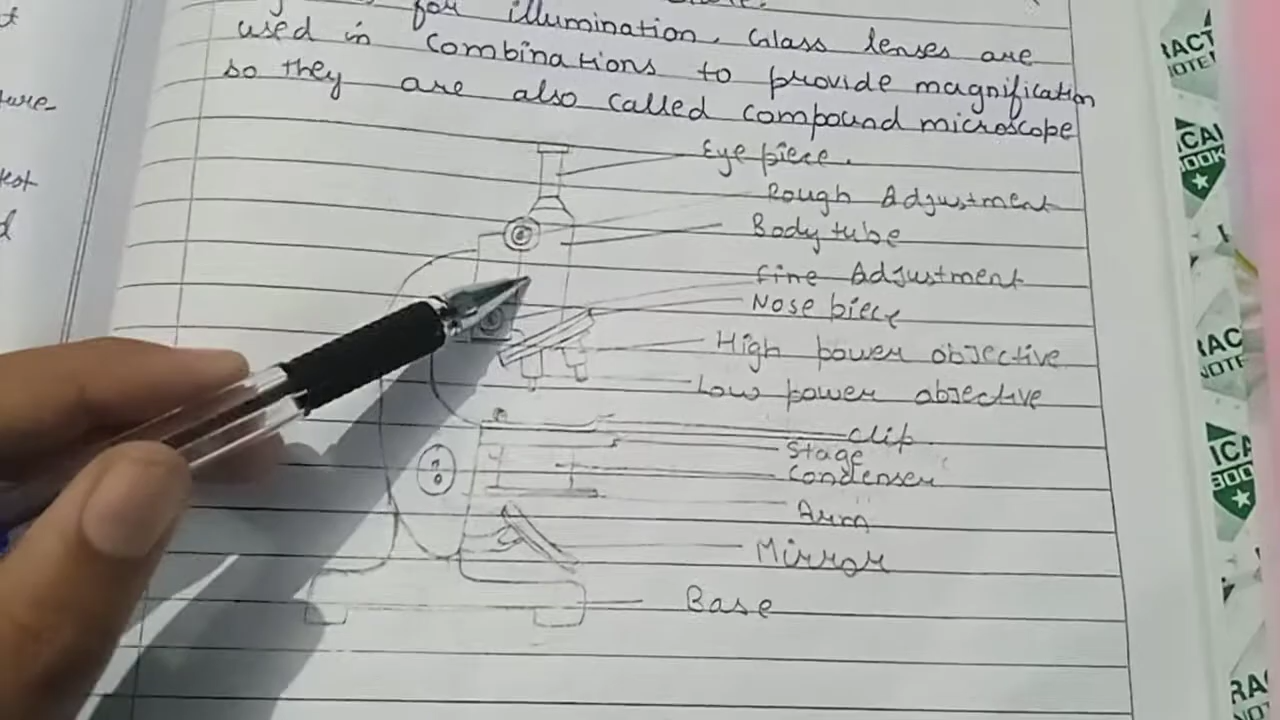 for illumination. Glass lenses are
used in combinations to provide magnification
so they are also called compound microscope
Eye piece.
Rough Adjustment
Body tube
fine Adjustment
Nose piece
High power objective
Low power objective
clip
Stage
Condenser
Arm
Mirror
Base